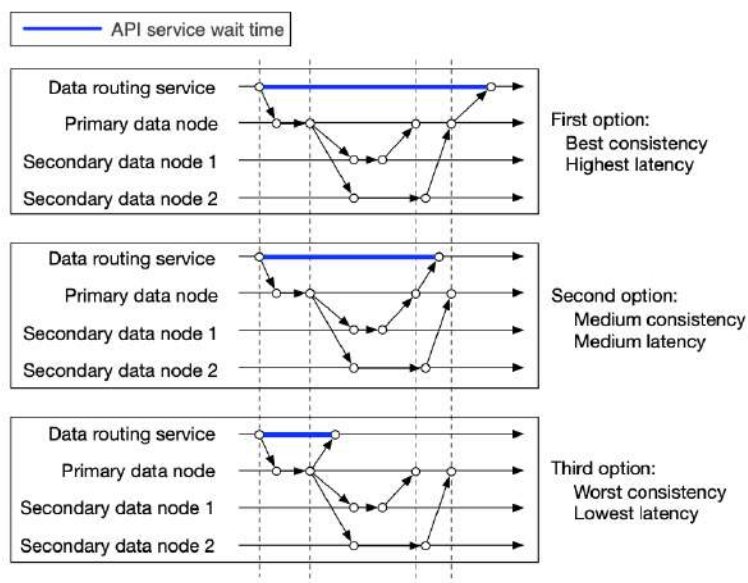 API service wait time
Data routing service
Primary data node
Secondary data node 1
Secondary data node 2
First option:
Best consistency
Highest latency
Data routing service
Primary data node
Secondary data node 1
Secondary data node 2
Second option:
Medium consistency
Medium latency
Data routing service
Primary data node
Secondary data node 1
Secondary data node 2
Third option:
Worst consistency
Lowest latency